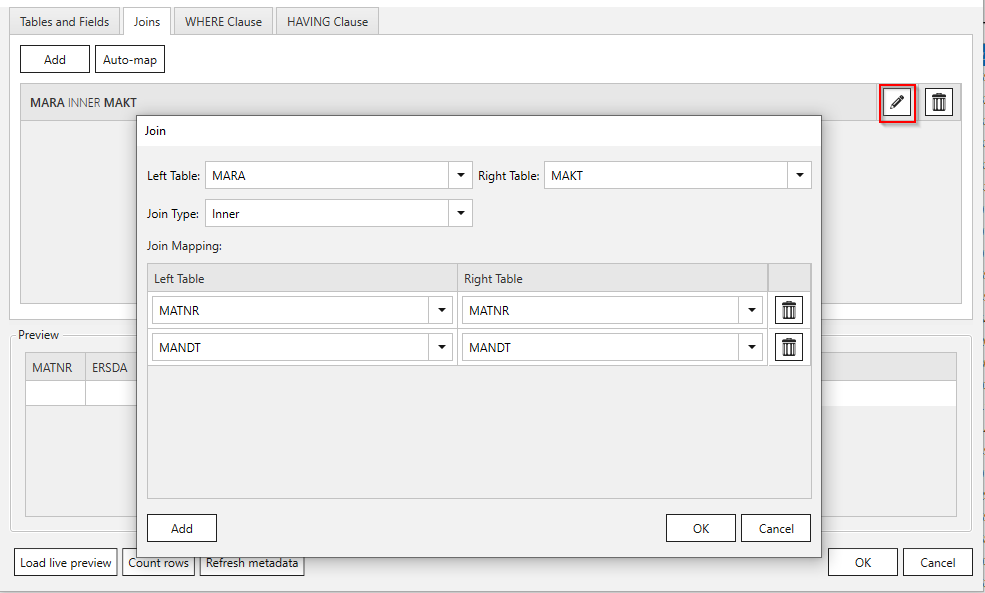 Tables and Fields Joins WHERE Clause HAVING Clause
Add Auto-map
MARA INNER MAKT
Join
Left Table: MARA Right Table: MAKT
Join Type: Inner
Join Mapping:
Left Table Right Table
MATNR MATNR
MANDT MANDT
Preview
MATNR ERSDA
Add OK Cancel
Load live preview Count rows Refresh metadata OK Cancel